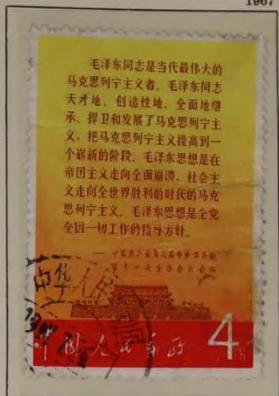 1967
毛泽东同志是当代最伟大的
马克思列宁主义者。毛泽东同志
天才地、创造性地、全面地继
承、捍卫和发展了马克思列宁主
义，把马克思列宁主义提高到一
个崭新的阶段。毛泽东思想是在
帝国主义走向全面崩溃，社会主
义走向全世界胜利的时代的马克
思列宁主义。毛泽东思想是全党
全国一切工作的指导方针。
中国共产党第八届中央委员会
第十一次全体会议公报
中国人民邮政 4分